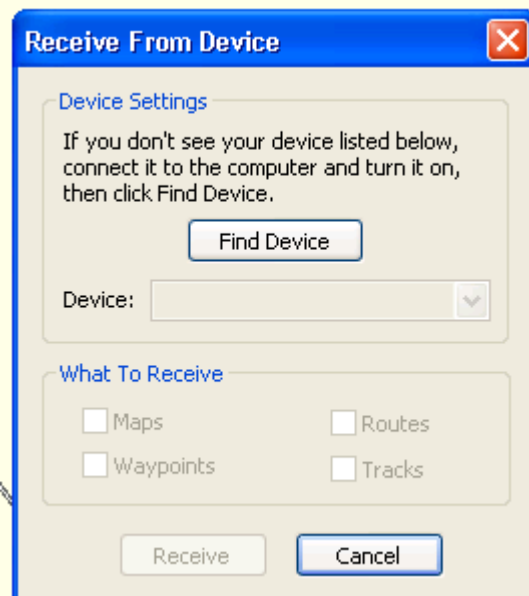 Receive From Device
Device Settings
If you don't see your device listed below,
connect it to the computer and turn it on,
then click Find Device.
Find Device
Device:
What To Receive
Maps
Routes
Waypoints
Tracks
Receive
Cancel